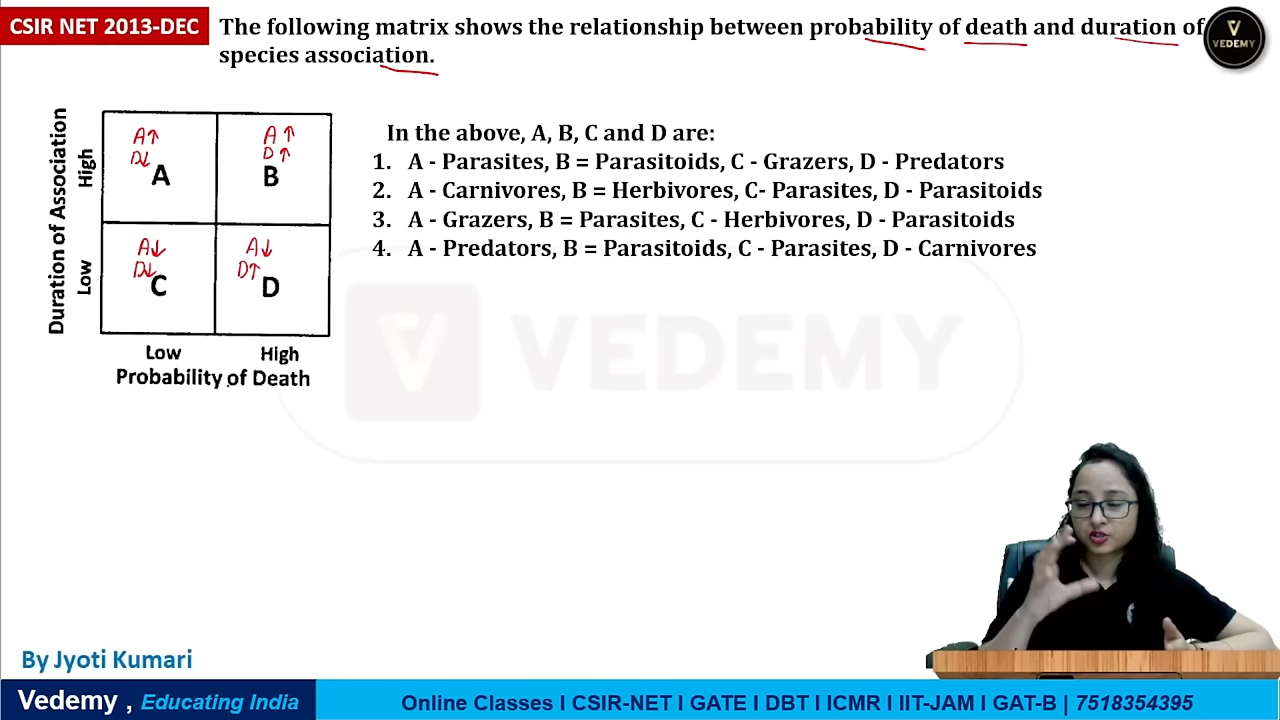 CSIR NET 2013-DEC
The following matrix shows the relationship between probability of death and duration of
species association.
VEDEMY
Duration of Association
High
Low
A↑
D↓
A
A↑
D↑
B
A↓
D↓
C
A↓
D↑
D
Low High
Probability of Death
In the above, A, B, C and D are:
1. A - Parasites, B = Parasitoids, C - Grazers, D - Predators
2. A - Carnivores, B = Herbivores, C- Parasites, D - Parasitoids
3. A - Grazers, B = Parasites, C - Herbivores, D - Parasitoids
4. A - Predators, B = Parasitoids, C - Parasites, D - Carnivores
VEDEMY
By Jyoti Kumari
Vedemy , Educating India
Online Classes I CSIR-NET I GATE I DBT I ICMR I IIT-JAM I GAT-B | 7518354395